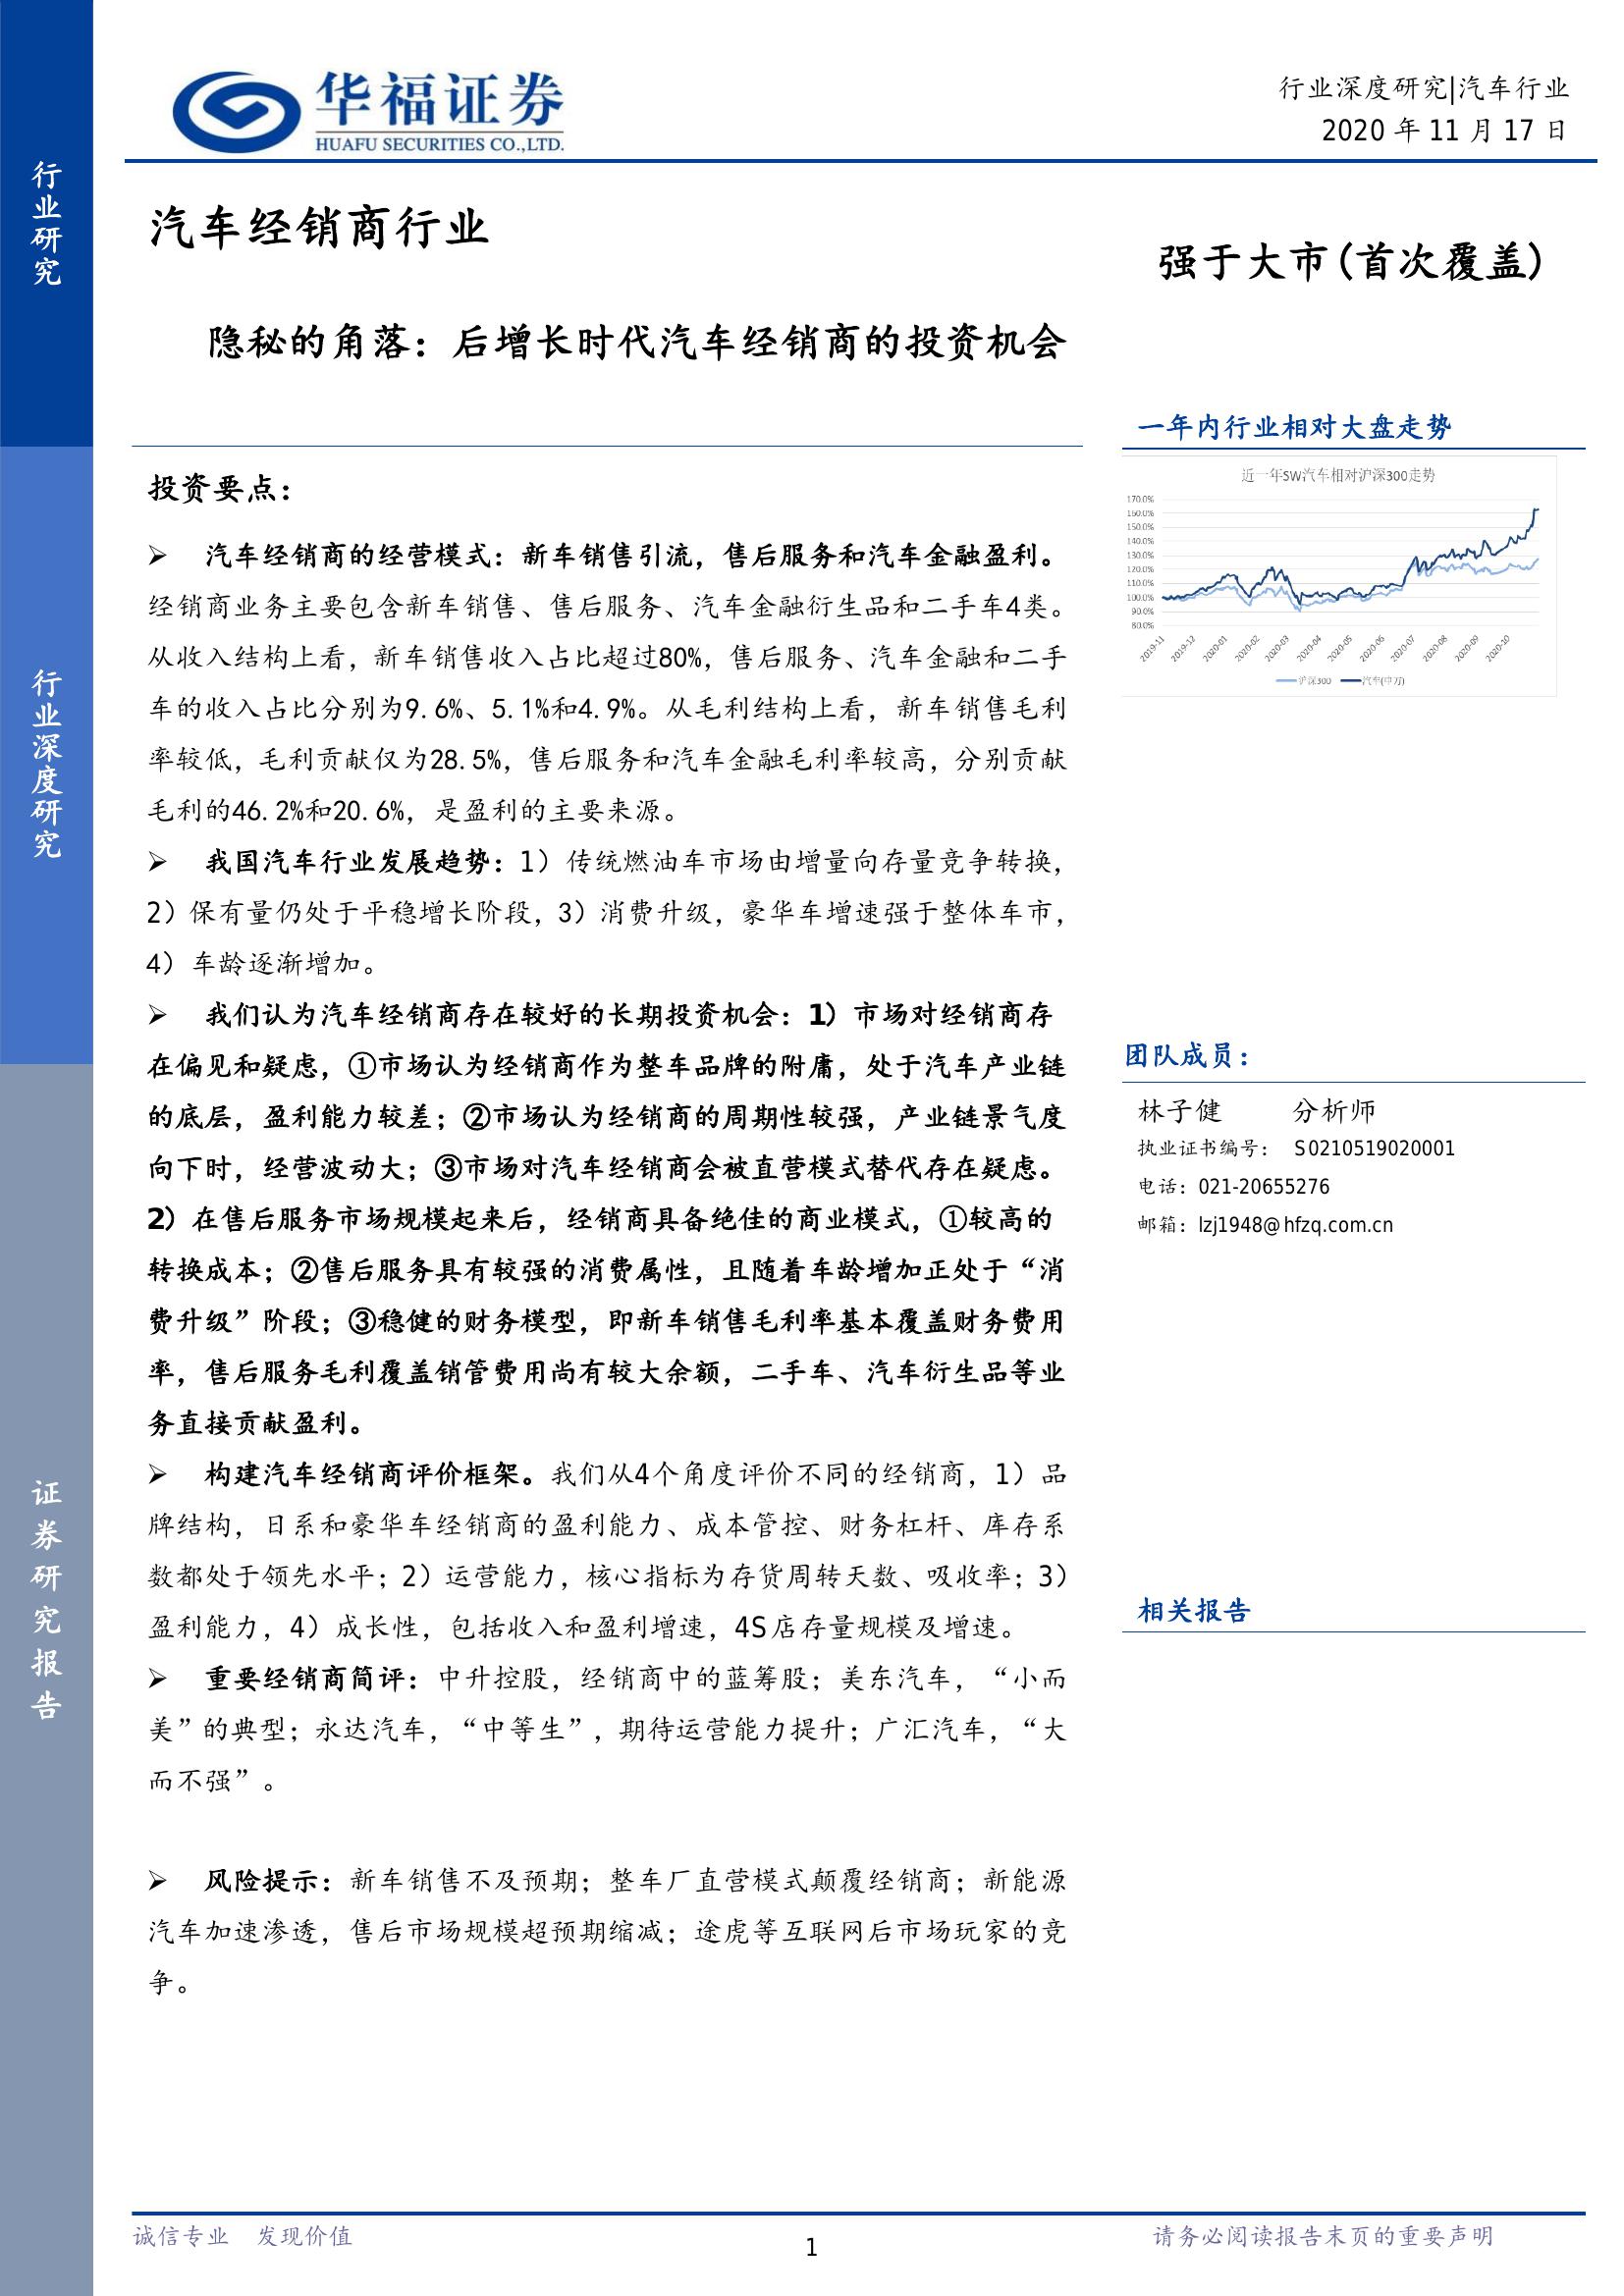 行业研究
行业深度研究
证券研究报告
华福证券
HUAFU SECURITIES CO.,LTD.
行业深度研究|汽车行业
2020 年 11 月 17 日
汽车经销商行业
强于大市(首次覆盖)
隐秘的角落：后增长时代汽车经销商的投资机会
投资要点：
➢ 汽车经销商的经营模式：新车销售引流，售后服务和汽车金融盈利。
经销商业务主要包含新车销售、售后服务、汽车金融衍生品和二手车4类。
从收入结构上看，新车销售收入占比超过80%，售后服务、汽车金融和二手
车的收入占比分别为9.6%、5.1%和4.9%。从毛利结构上看，新车销售毛利
率较低，毛利贡献仅为28.5%，售后服务和汽车金融毛利率较高，分别贡献
毛利的46.2%和20.6%，是盈利的主要来源。
➢ 我国汽车行业发展趋势：1）传统燃油车市场由增量向存量竞争转换，
2）保有量仍处于平稳增长阶段，3）消费升级，豪华车增速强于整体车市，
4）车龄逐渐增加。
➢ 我们认为汽车经销商存在较好的长期投资机会：1）市场对经销商存
在偏见和疑虑，①市场认为经销商作为整车品牌的附庸，处于汽车产业链
的底层，盈利能力较差；②市场认为经销商的周期性较强，产业链景气度
向下时，经营波动大；③市场对汽车经销商会被直营模式替代存在疑虑。
2）在售后服务市场规模起来后，经销商具备绝佳的商业模式，①较高的
转换成本；②售后服务具有较强的消费属性，且随着车龄增加正处于“消
费升级”阶段；③稳健的财务模型，即新车销售毛利率基本覆盖财务费用
率，售后服务毛利覆盖销管费用尚有较大余额，二手车、汽车衍生品等业
务直接贡献盈利。
➢ 构建汽车经销商评价框架。我们从4个角度评价不同的经销商，1）品
牌结构，日系和豪华车经销商的盈利能力、成本管控、财务杠杆、库存系
数都处于领先水平；2）运营能力，核心指标为存货周转天数、吸收率；3）
盈利能力，4）成长性，包括收入和盈利增速，4S店存量规模及增速。
➢ 重要经销商简评：中升控股，经销商中的蓝筹股；美东汽车，“小而
美”的典型；永达汽车，“中等生”，期待运营能力提升；广汇汽车，“大
而不强”。
➢ 风险提示：新车销售不及预期；整车厂直营模式颠覆经销商；新能源
汽车加速渗透，售后市场规模超预期缩减；途虎等互联网后市场玩家的竞
争。
一年内行业相对大盘走势
近一年SW汽车相对沪深300走势
170.0%
160.0%
150.0%
140.0%
130.0%
120.0%
110.0%
100.0%
90.0%
80.0%
2019-11
2019-12
2020-01
2020-02
2020-03
2020-04
2020-05
2020-06
2020-07
2020-08
2020-09
2020-10
沪深300 汽车(申万)
团队成员：
林子健 分析师
执业证书编号： S0210519020001
电话：021-20655276
邮箱：lzj1948@hfzq.com.cn
相关报告
诚信专业 发现价值
1
请务必阅读报告末页的重要声明